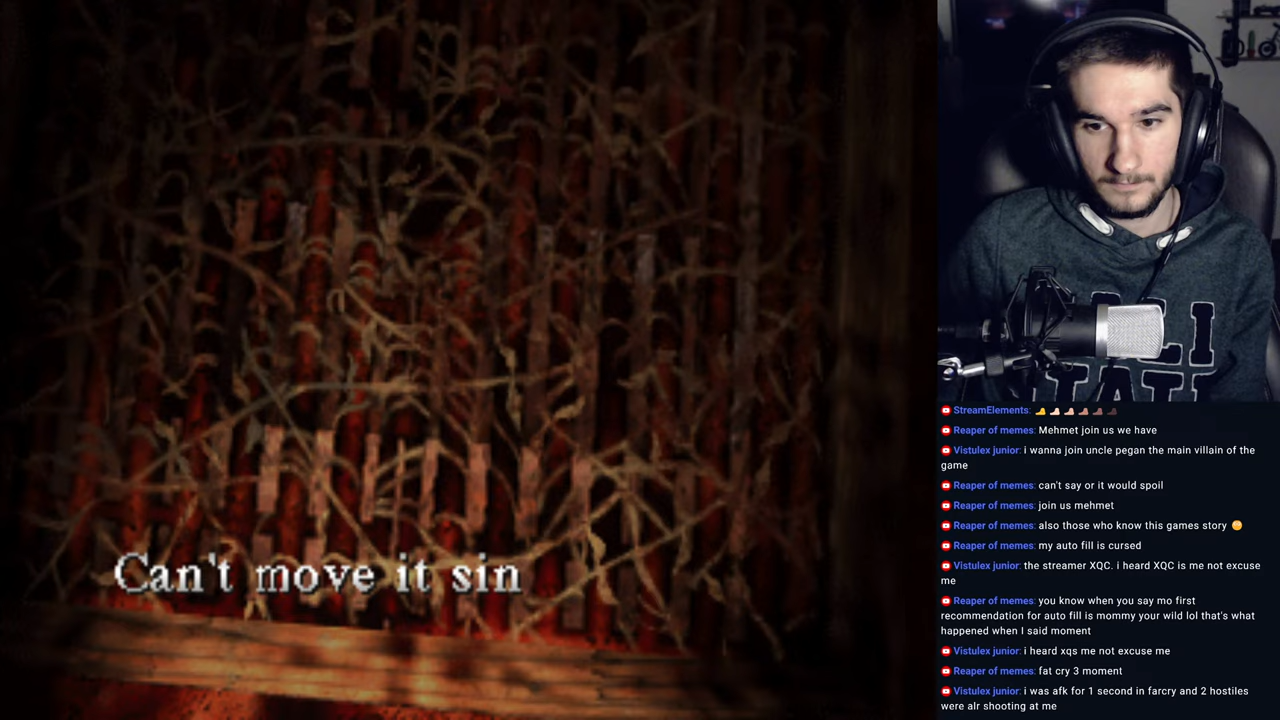 Can't move it sin
StreamElements: 💪 💪🏻 💪🏼 💪🏽 💪🏾 💪🏿
Reaper of memes: Mehmet join us we have
Vistulex junior: i wanna join uncle pegan the main villain of the
game
Reaper of memes: can't say or it would spoil
Reaper of memes: join us mehmet
Reaper of memes: also those who know this games story
Reaper of memes: my auto fill is cursed
Vistulex junior: the streamer XQC. i heard XQC is me not excuse
me
Reaper of memes: you know when you say mo first
recommendation for auto fill is mommy your wild lol that's what
happened when I said moment
Vistulex junior: i heard xqs me not excuse me
Reaper of memes: fat cry 3 moment
Vistulex junior: i was afk for 1 second in farcry and 2 hostiles
were alr shooting at me